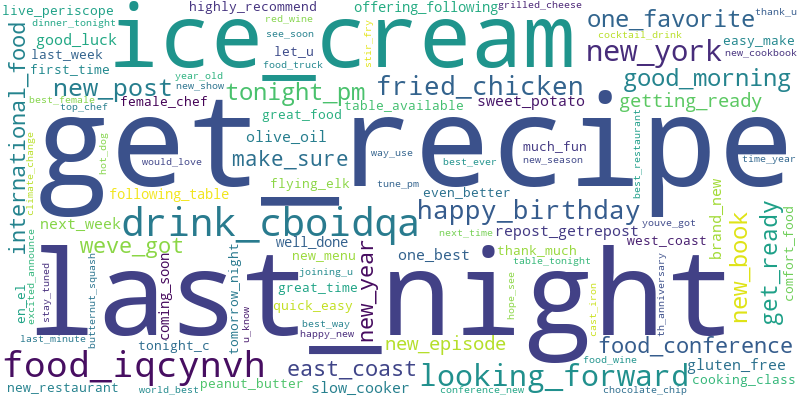 live_periscope
highly_recommend
red_wine
offering_following
grilled_cheese
thank_u
dinner_tonight
ice_cream
one_favorite
good_luck
see_soon
stir_fry
cocktail_drink
last_week
let_u
new_york
easy_make
first_time
food_truck
new_cookbook
international_food
year_old
new_show
new_post
tonight_pm
fried_chicken
good_morning
best_female
female_chef
table_available
sweet_potato
getting_ready
top_chef
great_food
get_recipe
climate_change
hot_dog
olive_oil
best_restaurant
would_love
make_sure
way_use
best_ever
much_fun
new_season
time_year
flying_elk
tune_pm
following_table
even_better
drink_cboidqa
happy_birthday
brand_new
comfort_food
next_week
repost_getrepost
youve_got
new_book
get_ready
weve_got
well_done
next_time
west_coast
last_night
en_el
excited_announce
stay_tuned
butternut_squash
coming_soon
tomorrow_night
u_know
new_menu
joining_u
new_year
one_best
thank_much
table_tonight
great_time
hope_see
cast_iron
th_anniversary
quick_easy
best_way
happy_new
last_minute
tonight_c
new_episode
food_conference
food_iqcynvh
east_coast
looking_forward
food_wine
gluten_free
new_restaurant
world_best
peanut_butter
slow_cooker
conference_new
chocolate_chip
cooking_class